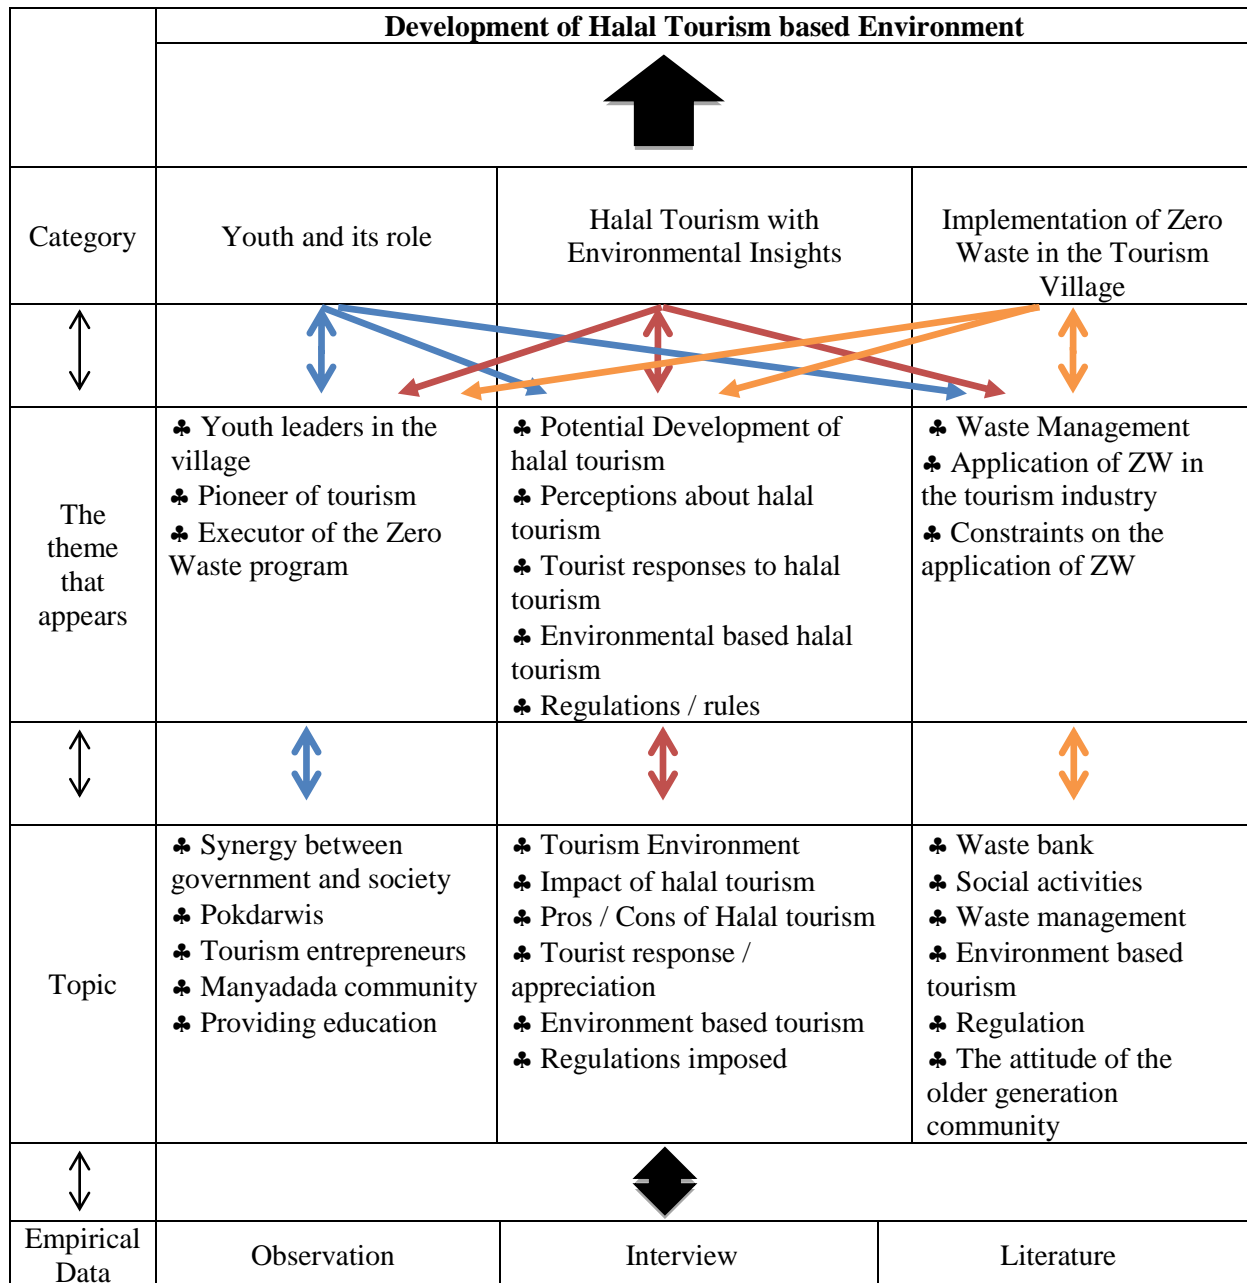 Development of Halal Tourism based Environment
Category
Youth and its role
Halal Tourism with
Environmental Insights
Implementation of Zero
Waste in the Tourism
Village
The
theme
that
appears
♣ Youth leaders in the
village
♣ Pioneer of tourism
♣ Executor of the Zero
Waste program
♣ Potential Development of
halal tourism
♣ Perceptions about halal
tourism
♣ Tourist responses to halal
tourism
♣ Environmental based halal
tourism
♣ Regulations / rules
♣ Waste Management
♣ Application of ZW in
the tourism industry
♣ Constraints on the
application of ZW
Topic
♣ Synergy between
government and society
♣ Pokdarwis
♣ Tourism entrepreneurs
♣ Manyadada community
♣ Providing education
♣ Tourism Environment
♣ Impact of halal tourism
♣ Pros / Cons of Halal tourism
♣ Tourist response /
appreciation
♣ Environment based tourism
♣ Regulations imposed
♣ Waste bank
♣ Social activities
♣ Waste management
♣ Environment based
tourism
♣ Regulation
♣ The attitude of the
older generation
community
Empirical
Data
Observation
Interview
Literature